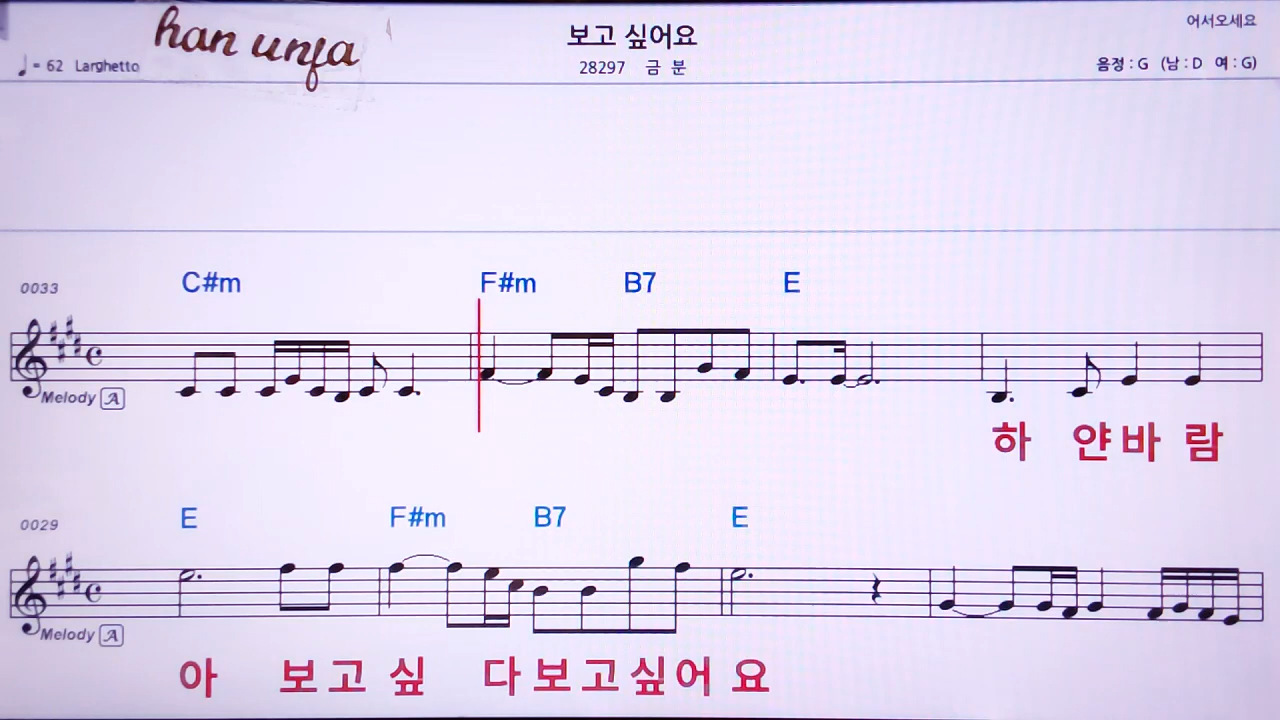 han unja
보고 싶어요
어서오세요
♩= 62 Larghetto
28297 금 분
음정 : G (남 : D 여 : G)
C#m F#m B7 E
0033
Melody A
하 얀 바 람
E F#m B7 E
0029
Melody A
아 보고 싶 다 보고싶어 요